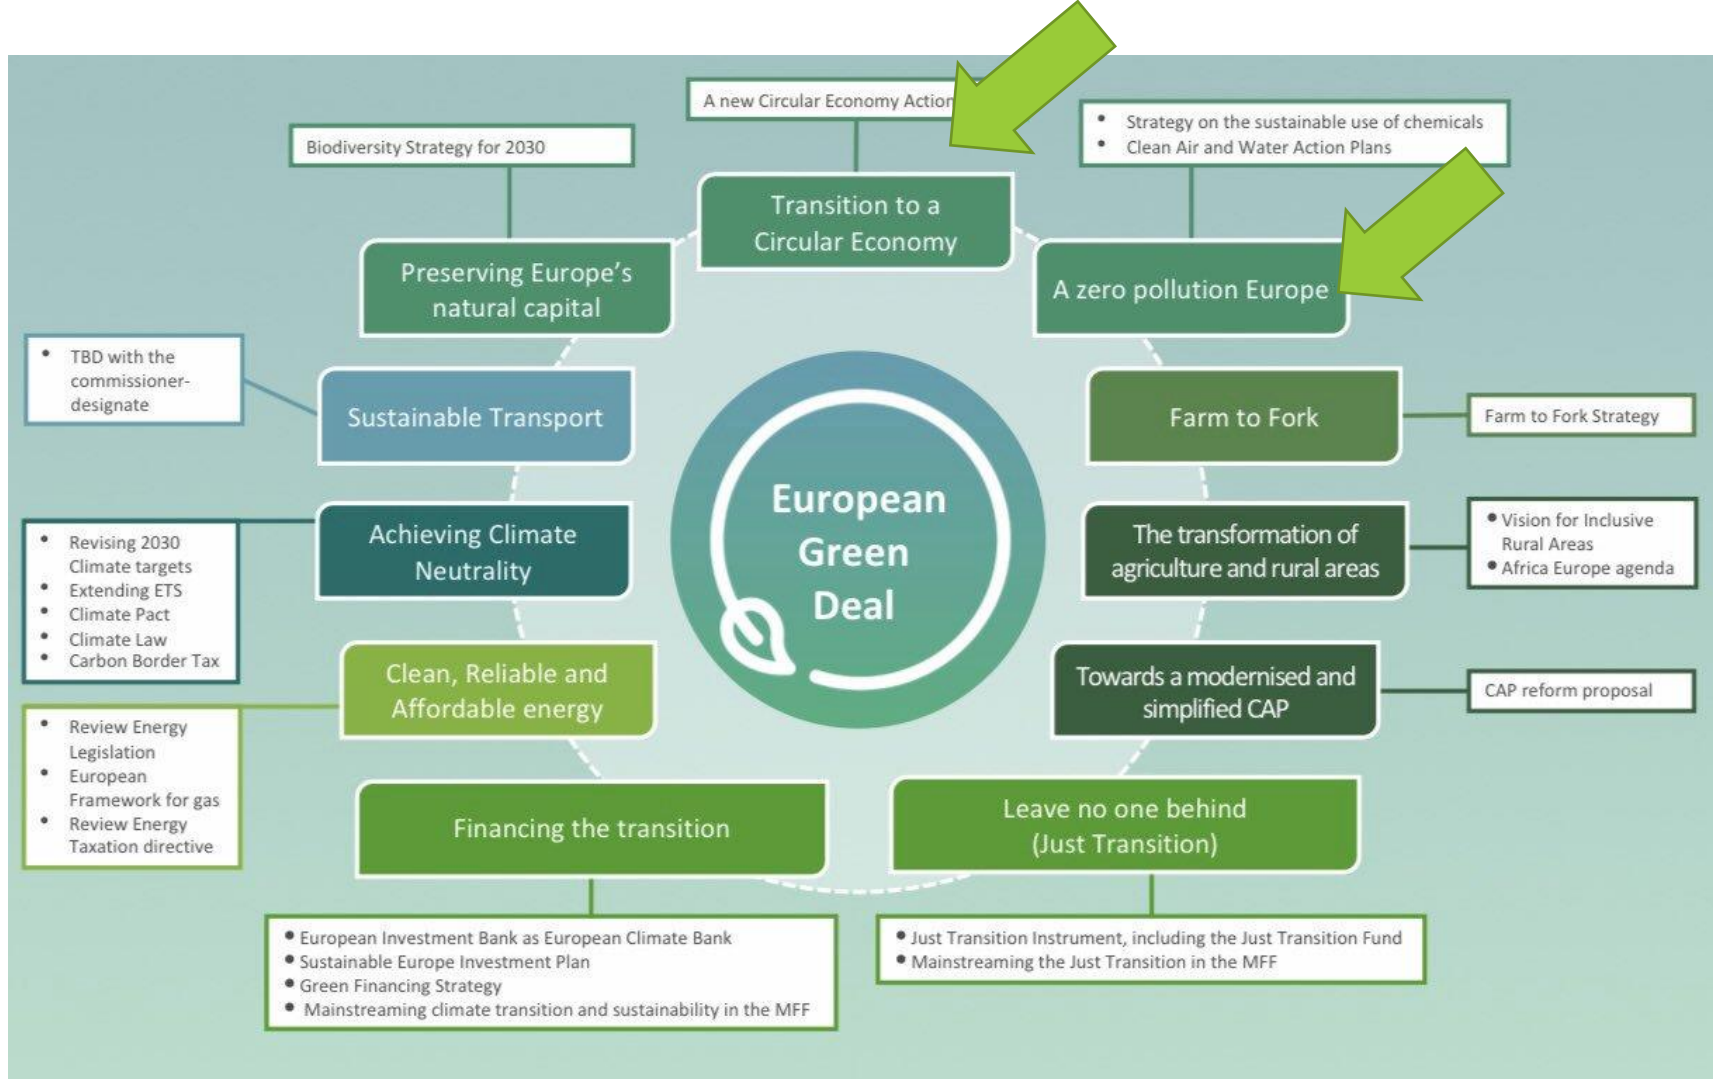 A new Circular Economy Action
• Strategy on the sustainable use of chemicals
• Clean Air and Water Action Plans
Biodiversity Strategy for 2030
Transition to a
Circular Economy
Preserving Europe's
natural capital
A zero pollution Europe
• TBD with the
commissioner-
designate
Sustainable Transport
Farm to Fork
Farm to Fork Strategy
European
Green
Deal
• Revising 2030
Climate targets
• Extending ETS
• Climate Pact
• Climate Law
• Carbon Border Tax
Achieving Climate
Neutrality
The transformation of
agriculture and rural areas
• Vision for Inclusive
Rural Areas
• Africa Europe agenda
Clean, Reliable and
Affordable energy
Towards a modernised and
simplified CAP
CAP reform proposal
• Review Energy
Legislation
• European
Framework for gas
• Review Energy
Taxation directive
Financing the transition
Leave no one behind
(Just Transition)
• European Investment Bank as European Climate Bank
• Sustainable Europe Investment Plan
• Green Financing Strategy
• Mainstreaming climate transition and sustainability in the MFF
• Just Transition Instrument, including the Just Transition Fund
• Mainstreaming the Just Transition in the MFF